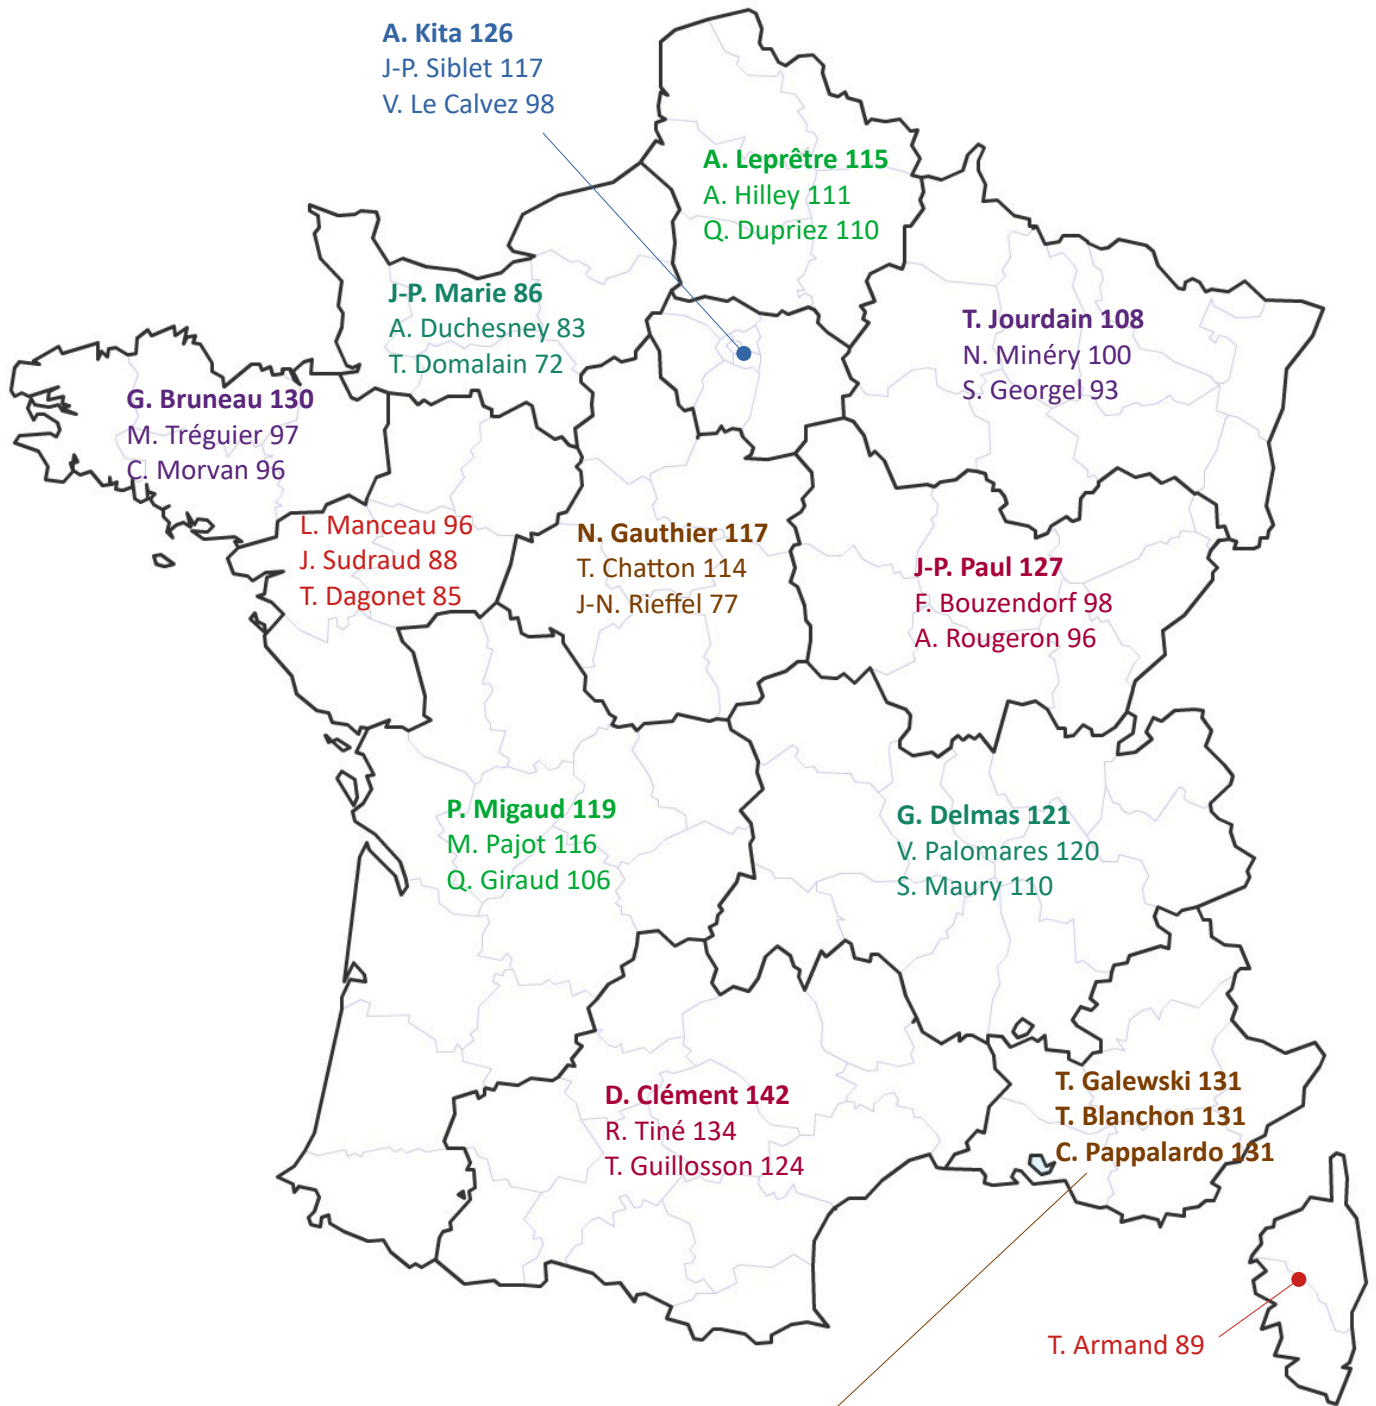 A. Kita 126
J-P. Siblet 117
V. Le Calvez 98
A. Leprêtre 115
A. Hilley 111
Q. Dupriez 110
J-P. Marie 86
A. Duchesney 83
T. Domalain 72
T. Jourdain 108
N. Minéry 100
S. Georgel 93
G. Bruneau 130
M. Tréguier 97
C. Morvan 96
L. Manceau 96
J. Sudraud 88
T. Dagonet 85
N. Gauthier 117
T. Chatton 114
J-N. Rieffel 77
J-P. Paul 127
F. Bouzendorf 98
A. Rougeron 96
P. Migaud 119
M. Pajot 116
Q. Giraud 106
G. Delmas 121
V. Palomares 120
S. Maury 110
D. Clément 142
R. Tiné 134
T. Guillosson 124
T. Galewski 131
T. Blanchon 131
C. Pappalardo 131
T. Armand 89